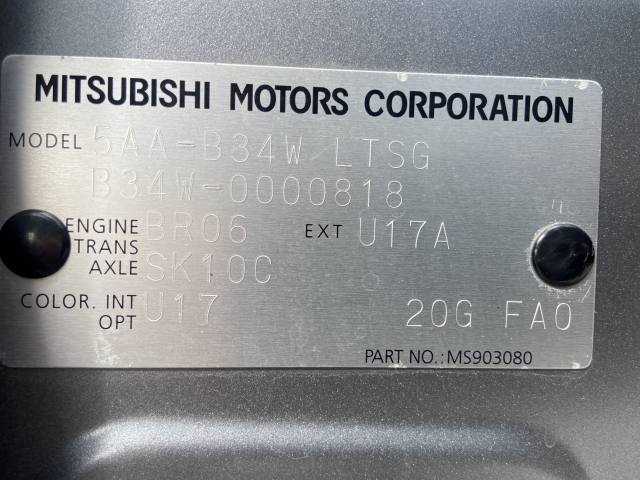 MITSUBISHI MOTORS CORPORATION
MODEL 5AA-B34W LTSG
B34W-0000818
ENGINE BR06 EXT U17A
TRANS
AXLE SK10C
COLOR. INT U17
OPT 20G FA0
PART NO.: MS903080